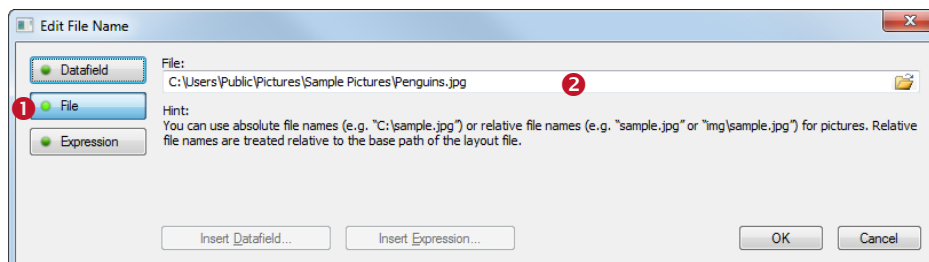 Edit File Name
x
Datafield
File:
C:\Users\Public\Pictures\Sample Pictures\Penguins.jpg
2
1
File
Hint:
You can use absolute file names (e.g. "C:\sample.jpg") or relative file names (e.g. "sample.jpg" or "img\sample.jpg") for pictures. Relative
file names are treated relative to the base path of the layout file.
Expression
Insert Datafield...
Insert Expression...
OK
Cancel